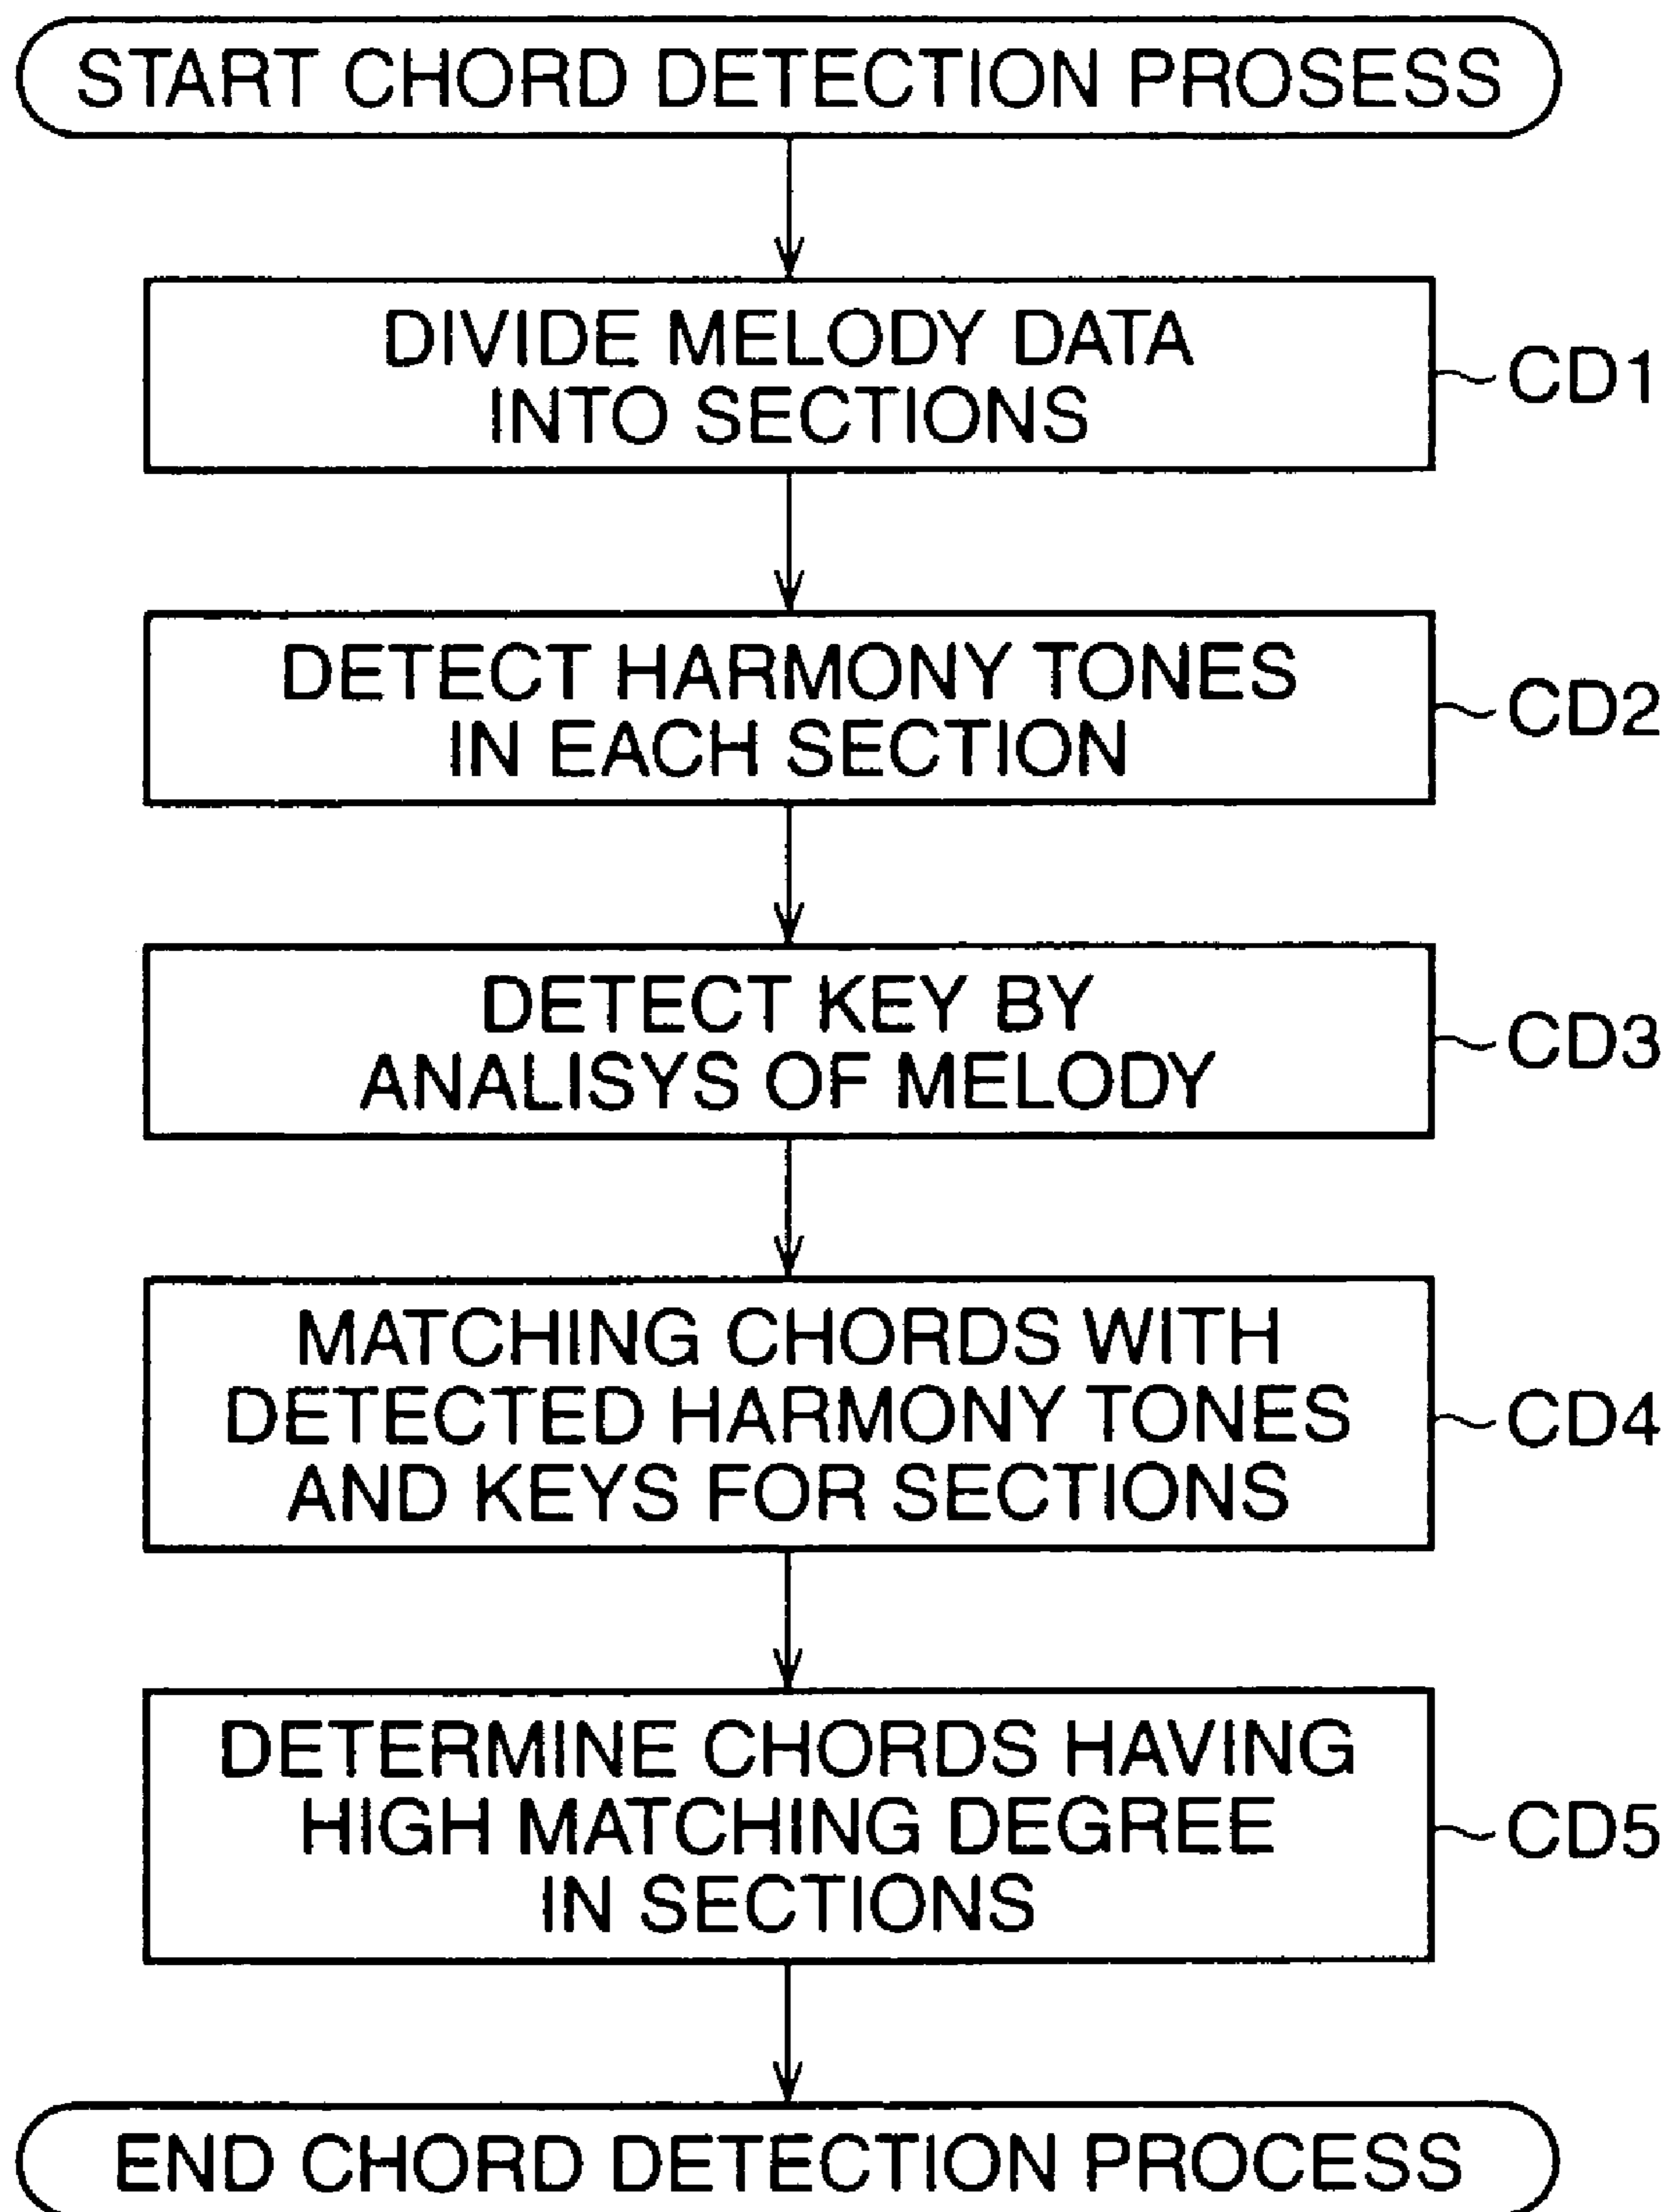 START CHORD DETECTION PROSESS
DIVIDE MELODY DATA
INTO SECTIONS
CD1
DETECT HARMONY TONES
IN EACH SECTION
CD2
DETECT KEY BY
ANALISYS OF MELODY
CD3
MATCHING CHORDS WITH
DETECTED HARMONY TONES
AND KEYS FOR SECTIONS
CD4
DETERMINE CHORDS HAVING
HIGH MATCHING DEGREE
IN SECTIONS
CD5
END CHORD DETECTION PROCESS